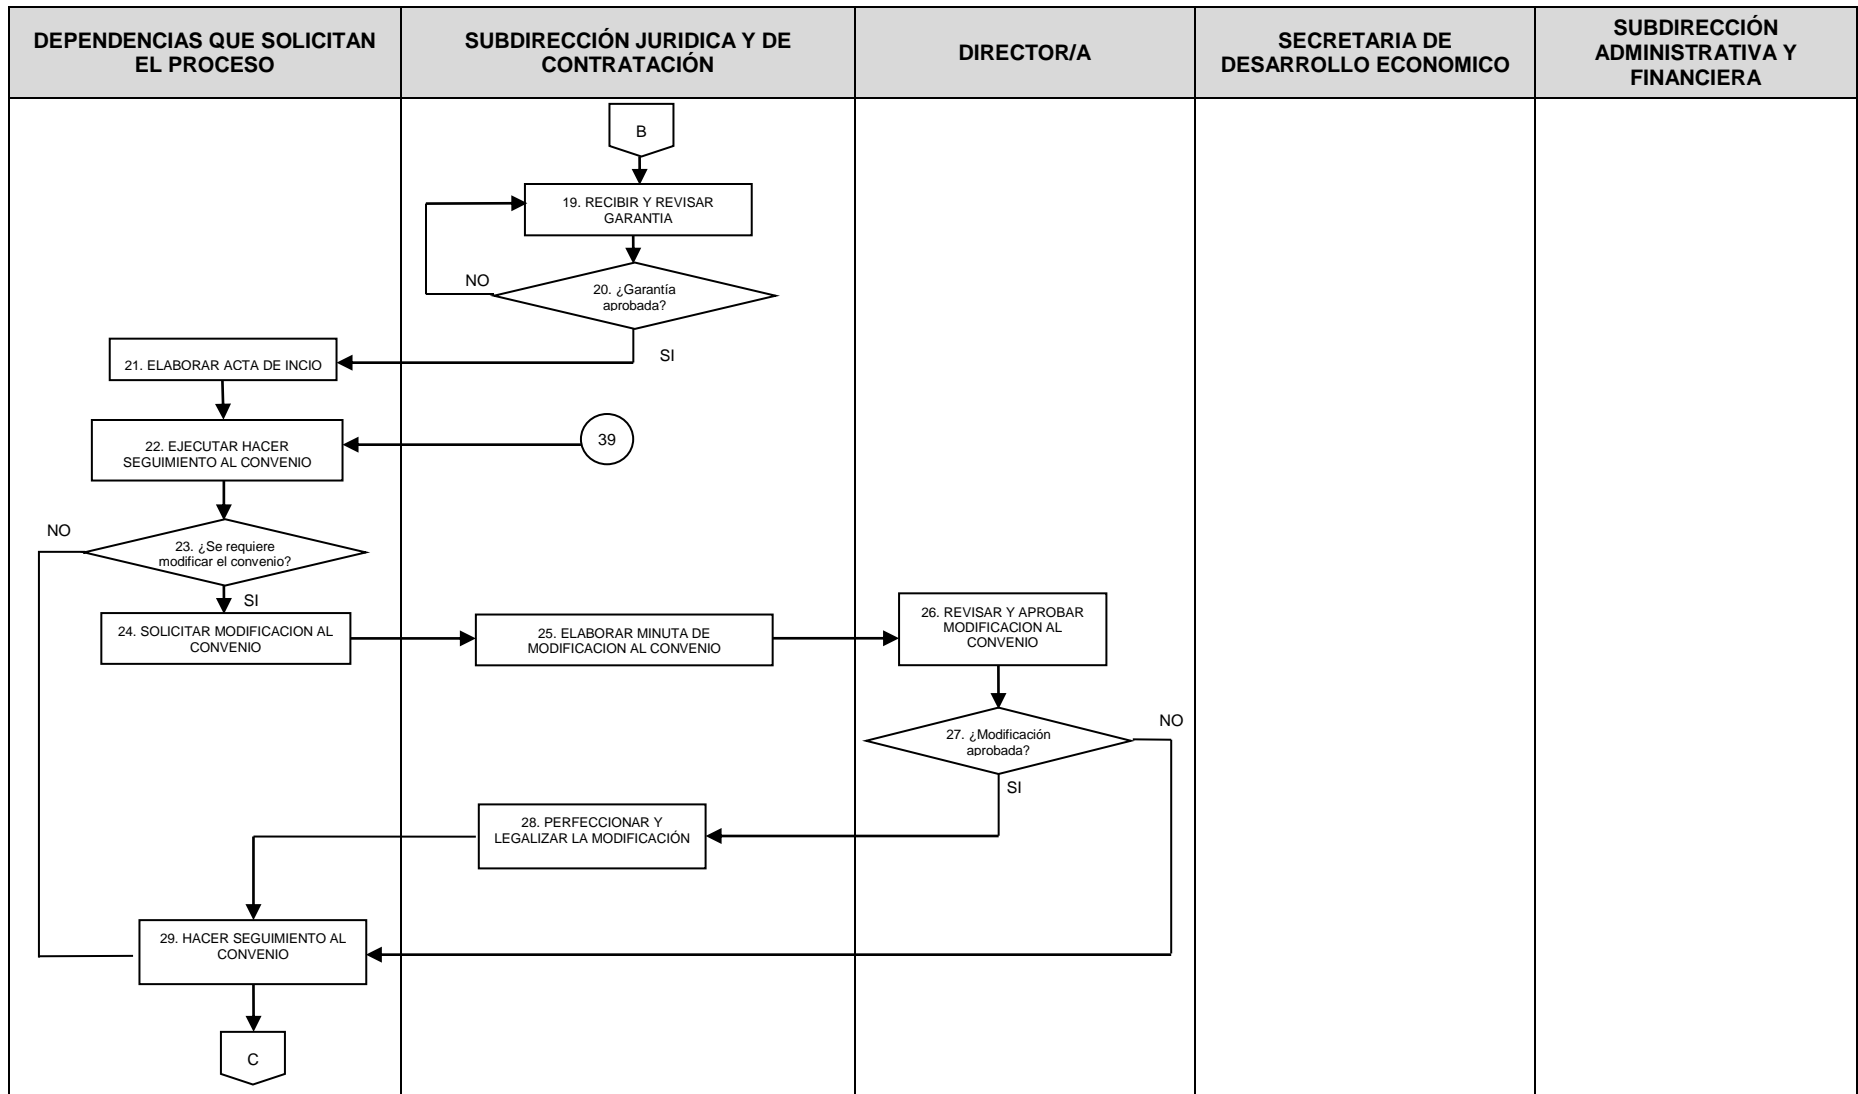 DEPENDENCIAS QUE SOLICITAN
EL PROCESO
SUBDIRECCIÓN JURIDICA Y DE
CONTRATACIÓN
DIRECTOR/A
SECRETARIA DE
DESARROLLO ECONOMICO
SUBDIRECCIÓN
ADMINISTRATIVA Y
FINANCIERA
B
19. RECIBIR Y REVISAR
GARANTIA
NO
20. ¿Garantía
aprobada?
SI
21. ELABORAR ACTA DE INCIO
22. EJECUTAR HACER
SEGUIMIENTO AL CONVENIO
39
NO
23. ¿Se requiere
modificar el convenio?
SI
24. SOLICITAR MODIFICACION AL
CONVENIO
25. ELABORAR MINUTA DE
MODIFICACION AL CONVENIO
26. REVISAR Y APROBAR
MODIFICACION AL
CONVENIO
27. ¿Modificación
aprobada?
NO
SI
28. PERFECCIONAR Y
LEGALIZAR LA MODIFICACIÓN
29. HACER SEGUIMIENTO AL
CONVENIO
C